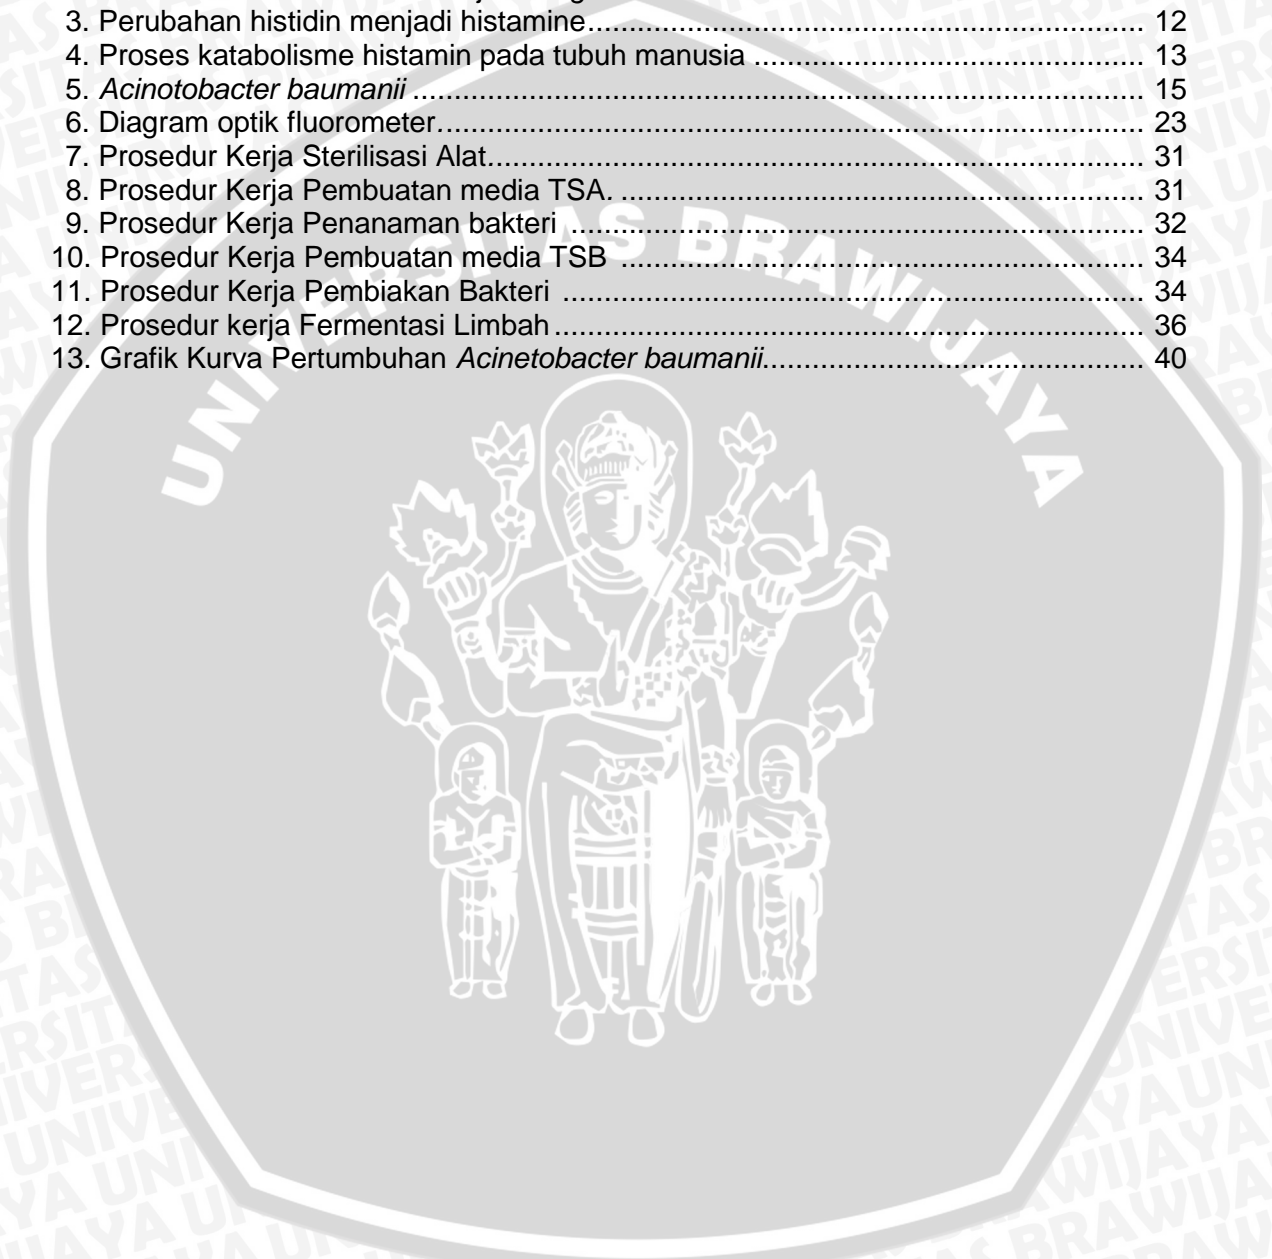 3. Perubahan histidin menjadi histamine.......................................................................... 12
4. Proses katabolisme histamin pada tubuh manusia .................................................. 13
5. Acinotobacter baumanii ............................................................................................. 15
6. Diagram optik fluorometer.......................................................................................... 23
7. Prosedur Kerja Sterilisasi Alat.................................................................................... 31
8. Prosedur Kerja Pembuatan media TSA. .................................................................... 31
9. Prosedur Kerja Penanaman bakteri ........................................................................... 32
10. Prosedur Kerja Pembuatan media TSB ................................................................... 34
11. Prosedur Kerja Pembiakan Bakteri .......................................................................... 34
12. Prosedur kerja Fermentasi Limbah ........................................................................... 36
13. Grafik Kurva Pertumbuhan Acinetobacter baumanii................................................. 40
UNIVERSITAS BRAWIJAYA